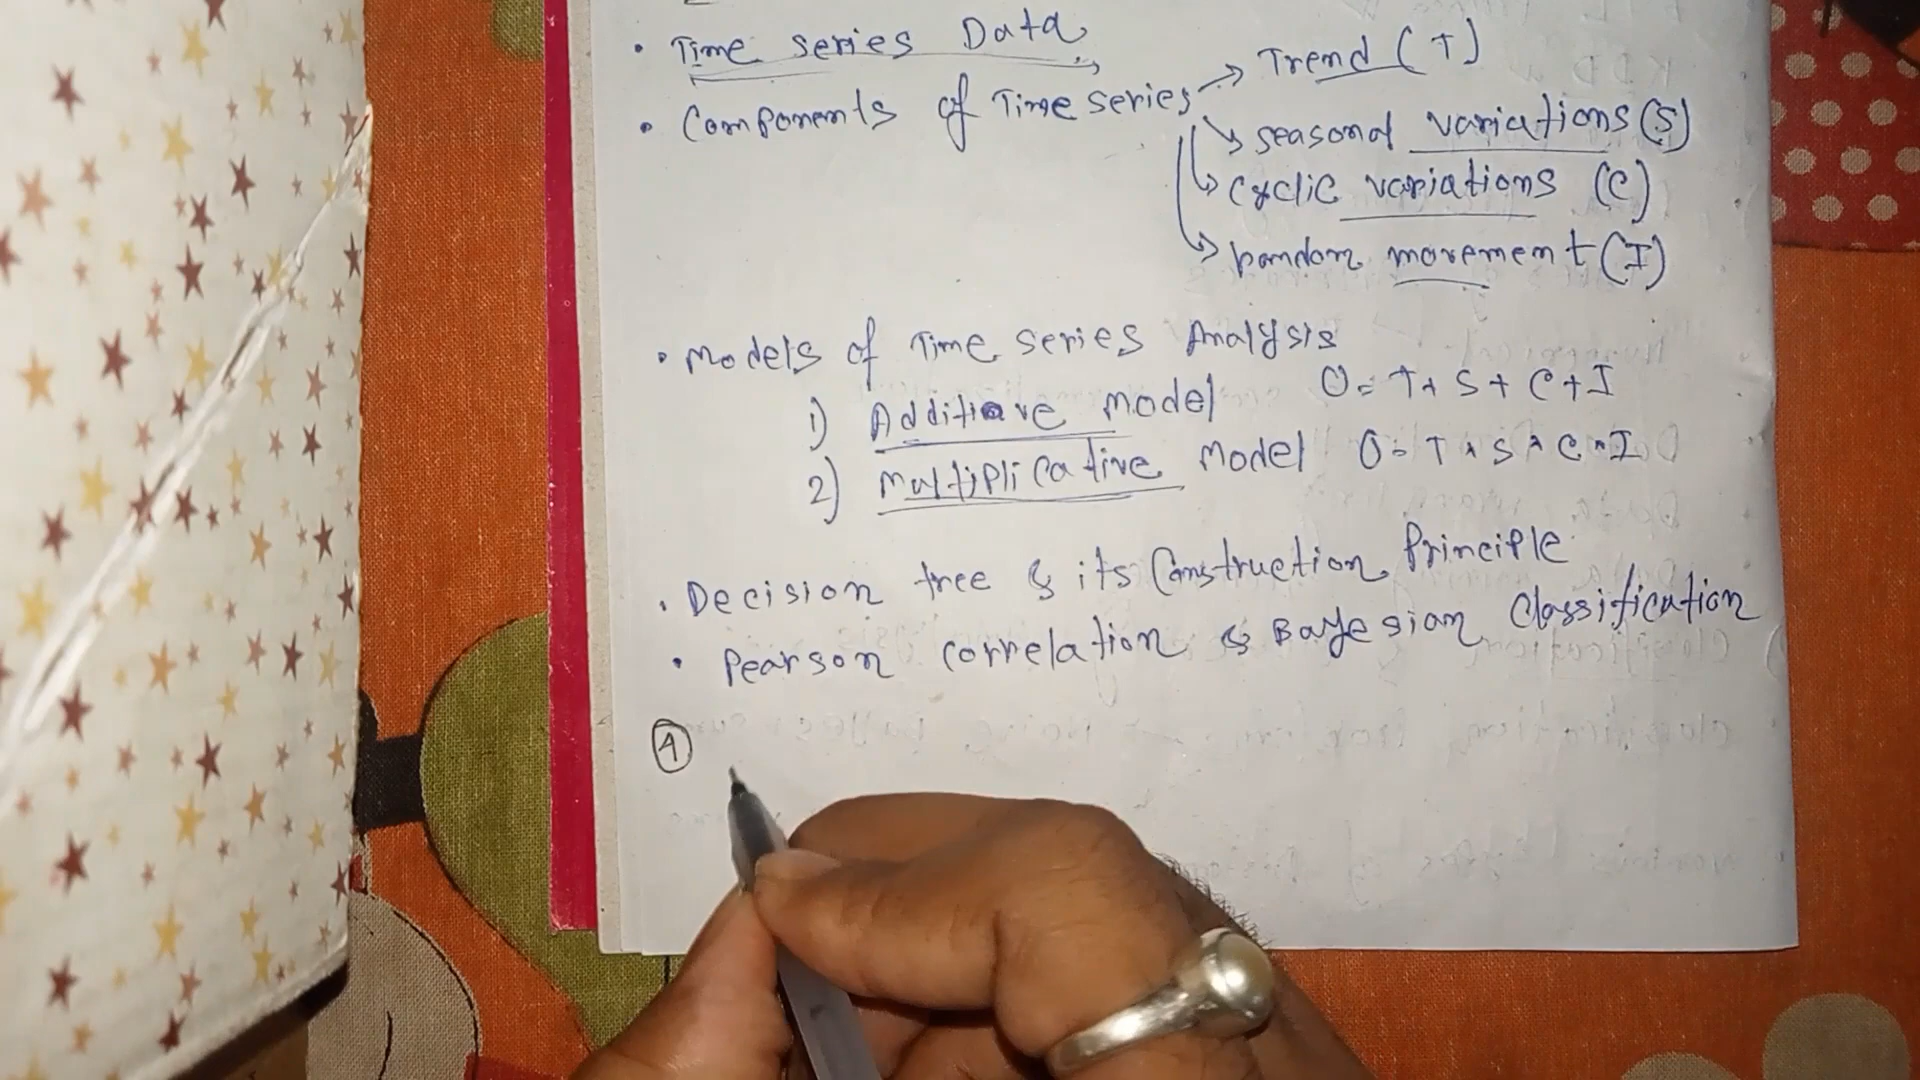 • Time series Data
• Components of Time series → Trend (T)
↘ seasonal variations (S)
↳ cyclic variations (C)
↳ random movement (I)
• Models of Time series Analysis
1) Additive Model O = T + S + C + I
2) Multiplicative Model O = T * S * C * I
• Decision tree & its Construction Principle
• Pearson correlation & Bayesian Classification
④